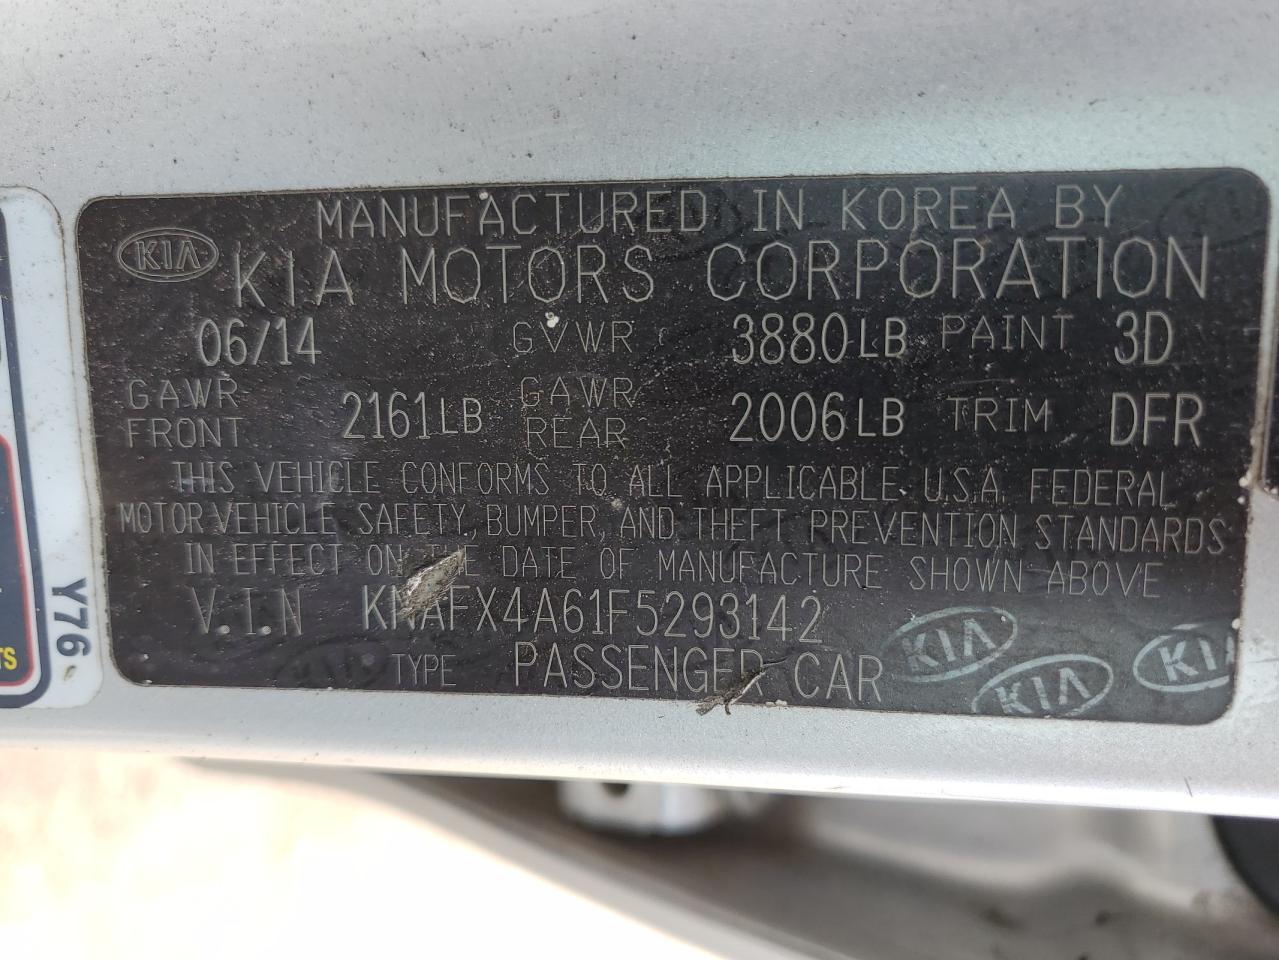 MANUFACTURED IN KOREA BY
KIA KIA MOTORS CORPORATION
06/14 GVWR 3880LB PAINT 3D
GAWR FRONT 2161LB GAWR REAR 2006LB TRIM DFR
THIS VEHICLE CONFORMS TO ALL APPLICABLE U.S.A. FEDERAL
MOTOR VEHICLE SAFETY, BUMPER, AND THEFT PREVENTION STANDARDS
IN EFFECT ON THE DATE OF MANUFACTURE SHOWN ABOVE
V.I.N KNAFX4A61F5293142
TYPE PASSENGER CAR
KIA KIA KIA
Y76
TS